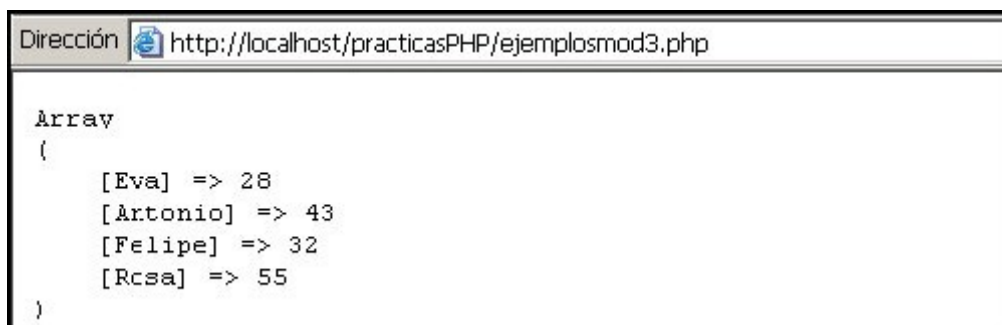 Dirección http://localhost/practicasPHP/ejemplosmod3.php
Array
(
[Eva] => 28
[Antonio] => 43
[Felipe] => 32
[Rosa] => 55
)